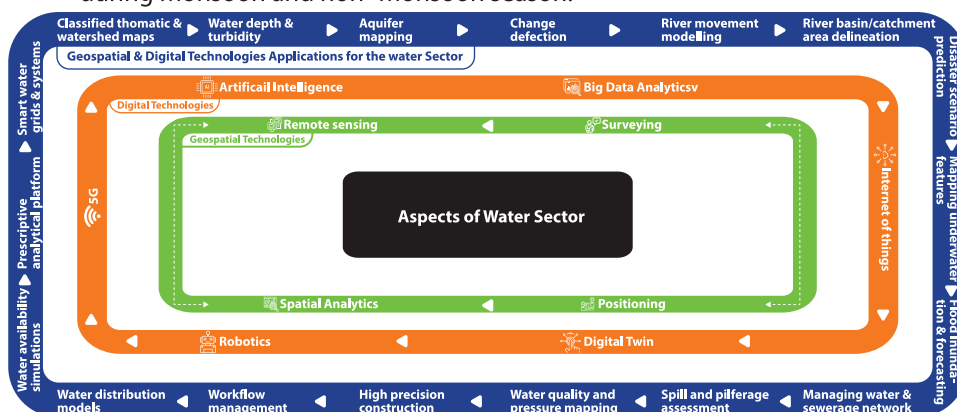 during monsoon and non- monsoon season.
Classified thomatic &
watershed maps
Water depth &
turbidity
Aquifer
mapping
Change
defection
River movement
modelling
River basin/catchment
area delineation
Geospatial & Digital Technologies Applications for the water Sector
Artificail Intelligence
Big Data Analyticsv
Digital Technologies
Remote sensing
Surveying
Geospatial Technologies
Aspects of Water Sector
Spatial Analytics
Positioning
Robotics
Digital Twin
5G
Internet of things
Smart water
grids & systems
Prescriptive
analytical platform
Water availability
simulations
Disaster scenario
prediction
Mapping underwater
features
Flood Inunda-
tion & forecasting
Water distribution
models
Workflow
management
High precision
construction
Water quality and
pressure mapping
Spill and pilferage
assessment
Managing water &
sewerage network